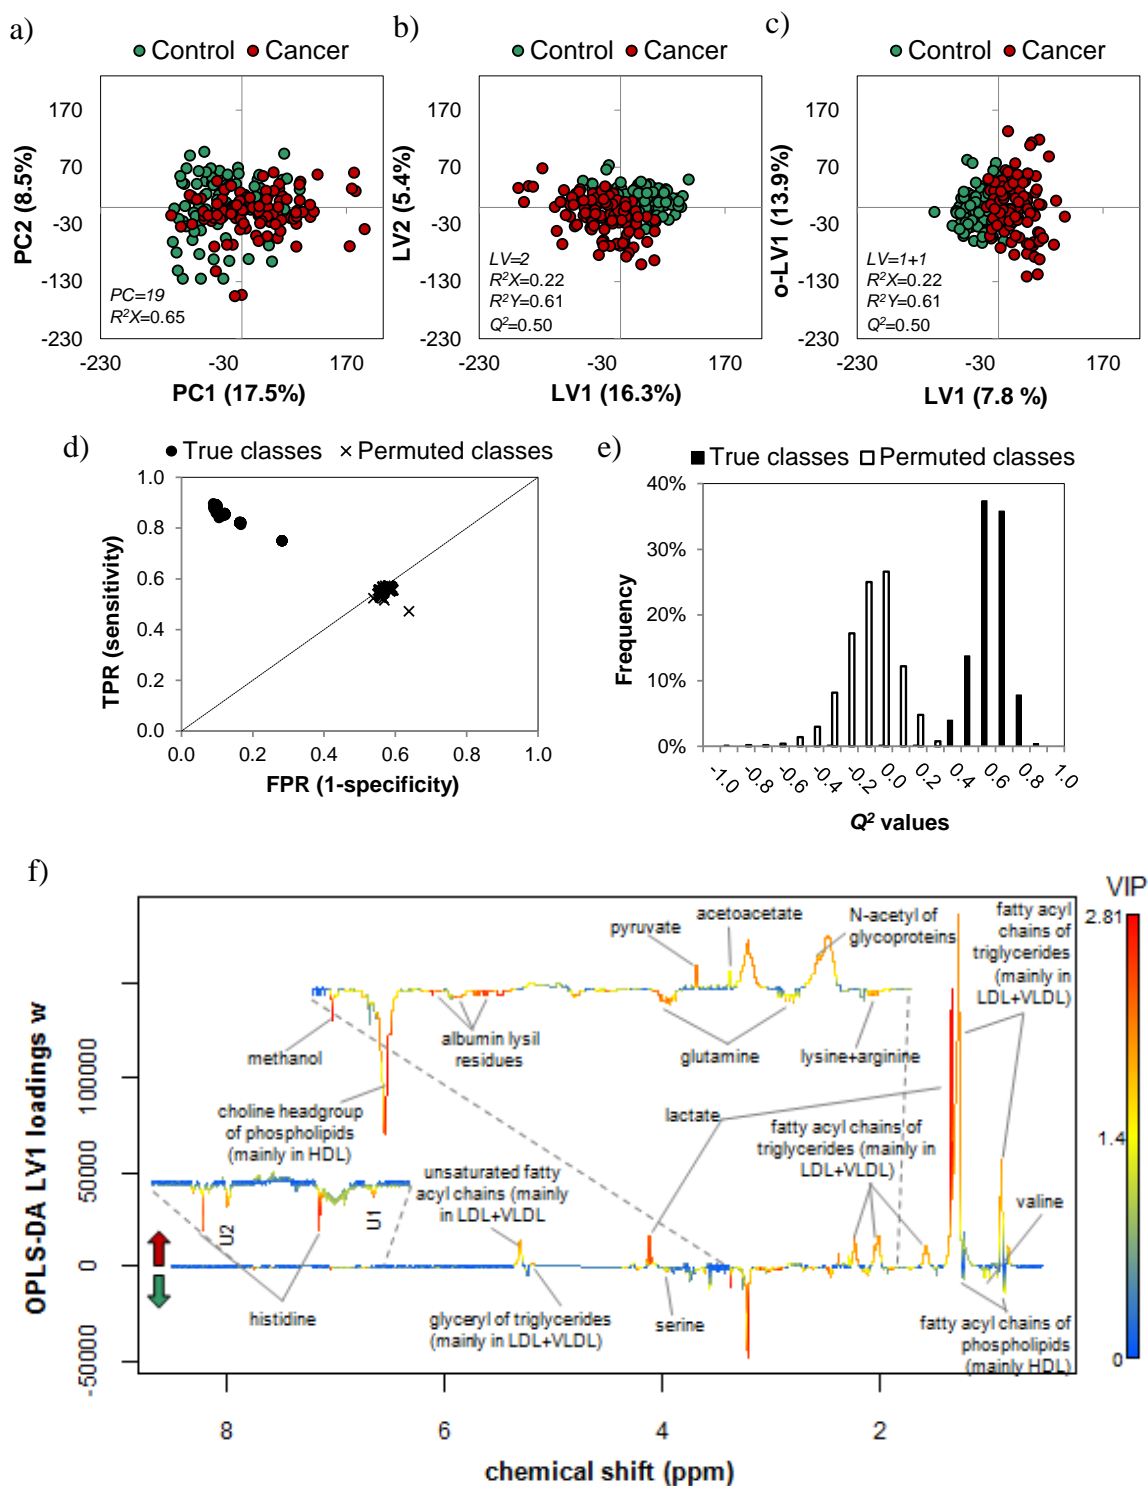 a)
Control Cancer
PC2 (8.5%)
170
70
-30
-130
-230
PC=19
R²X=0.65
-230 -30 170
PC1 (17.5%)
b)
Control Cancer
LV2 (5.4%)
170
70
-30
-130
-230
LV=2
R²X=0.22
R²Y=0.61
Q²=0.50
-230 -30 170
LV1 (16.3%)
c)
Control Cancer
o-LV1 (13.9%)
170
70
-30
-130
-230
LV=1+1
R²X=0.22
R²Y=0.61
Q²=0.50
-230 -30 170
LV1 (7.8 %)
d)
True classes Permuted classes
TPR (sensitivity)
1.0
0.8
0.6
0.4
0.2
0.0
0.0 0.2 0.4 0.6 0.8 1.0
FPR (1-specificity)
e)
True classes Permuted classes
Frequency
40%
30%
20%
10%
0%
-1.0 -0.8 -0.6 -0.4 -0.2 0.0 0.2 0.4 0.6 0.8 1.0
Q² values
f)
VIP
2.81
1.4
0
OPLS-DA LV1 loadings w
100000
50000
0
-50000
pyruvate
acetoacetate
N-acetyl of
glycoproteins
fatty acyl
chains of
triglycerides
(mainly in
LDL+VLDL)
methanol
albumin lysil
residues
glutamine
lysine+arginine
choline headgroup
of phospholipids
(mainly in HDL)
lactate
fatty acyl chains of
triglycerides (mainly in
LDL+VLDL)
unsaturated fatty
acyl chains (mainly
in LDL+VLDL
valine
U2
U1
histidine
glyceryl of triglycerides
(mainly in LDL+VLDL)
serine
fatty acyl chains of
phospholipids
(mainly HDL)
8 6 4 2
chemical shift (ppm)